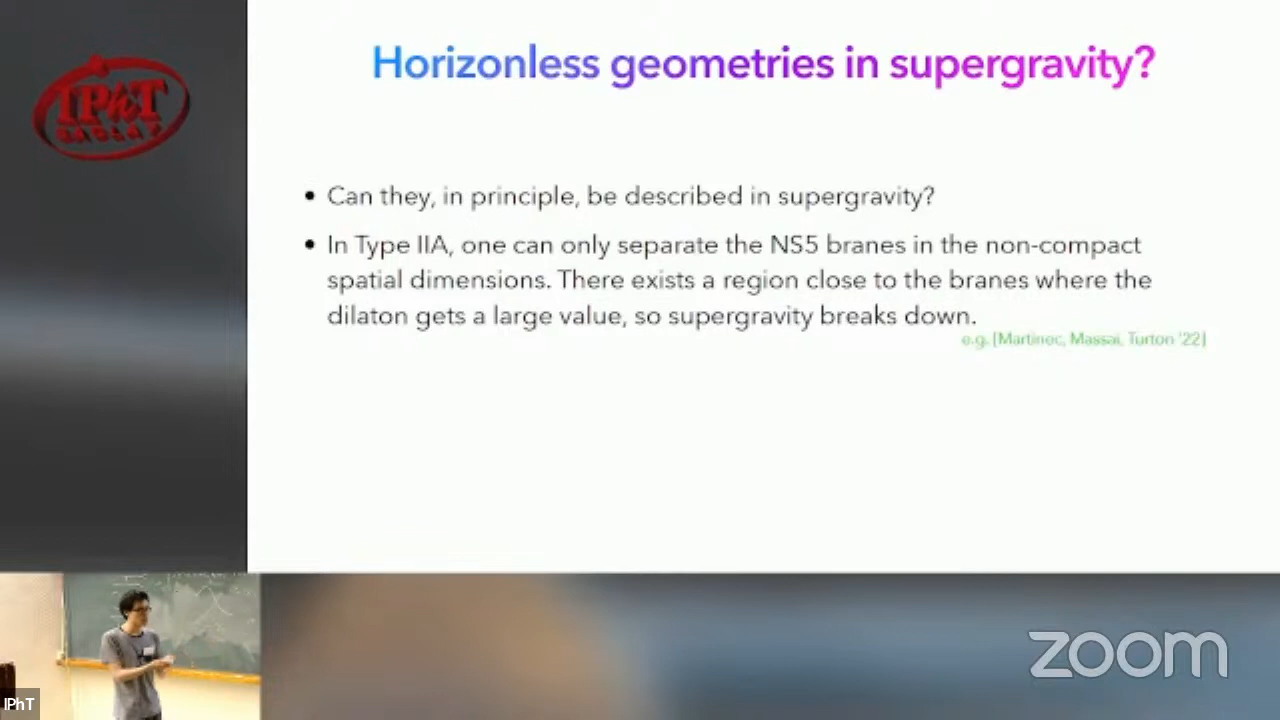 IPhT
SACLAY
Horizonless geometries in supergravity?
• Can they, in principle, be described in supergravity?
• In Type IIA, one can only separate the NS5 branes in the non-compact
spatial dimensions. There exists a region close to the branes where the
dilaton gets a large value, so supergravity breaks down.
e.g. [Martinec, Massai, Turton '22]
IPhT
zoom